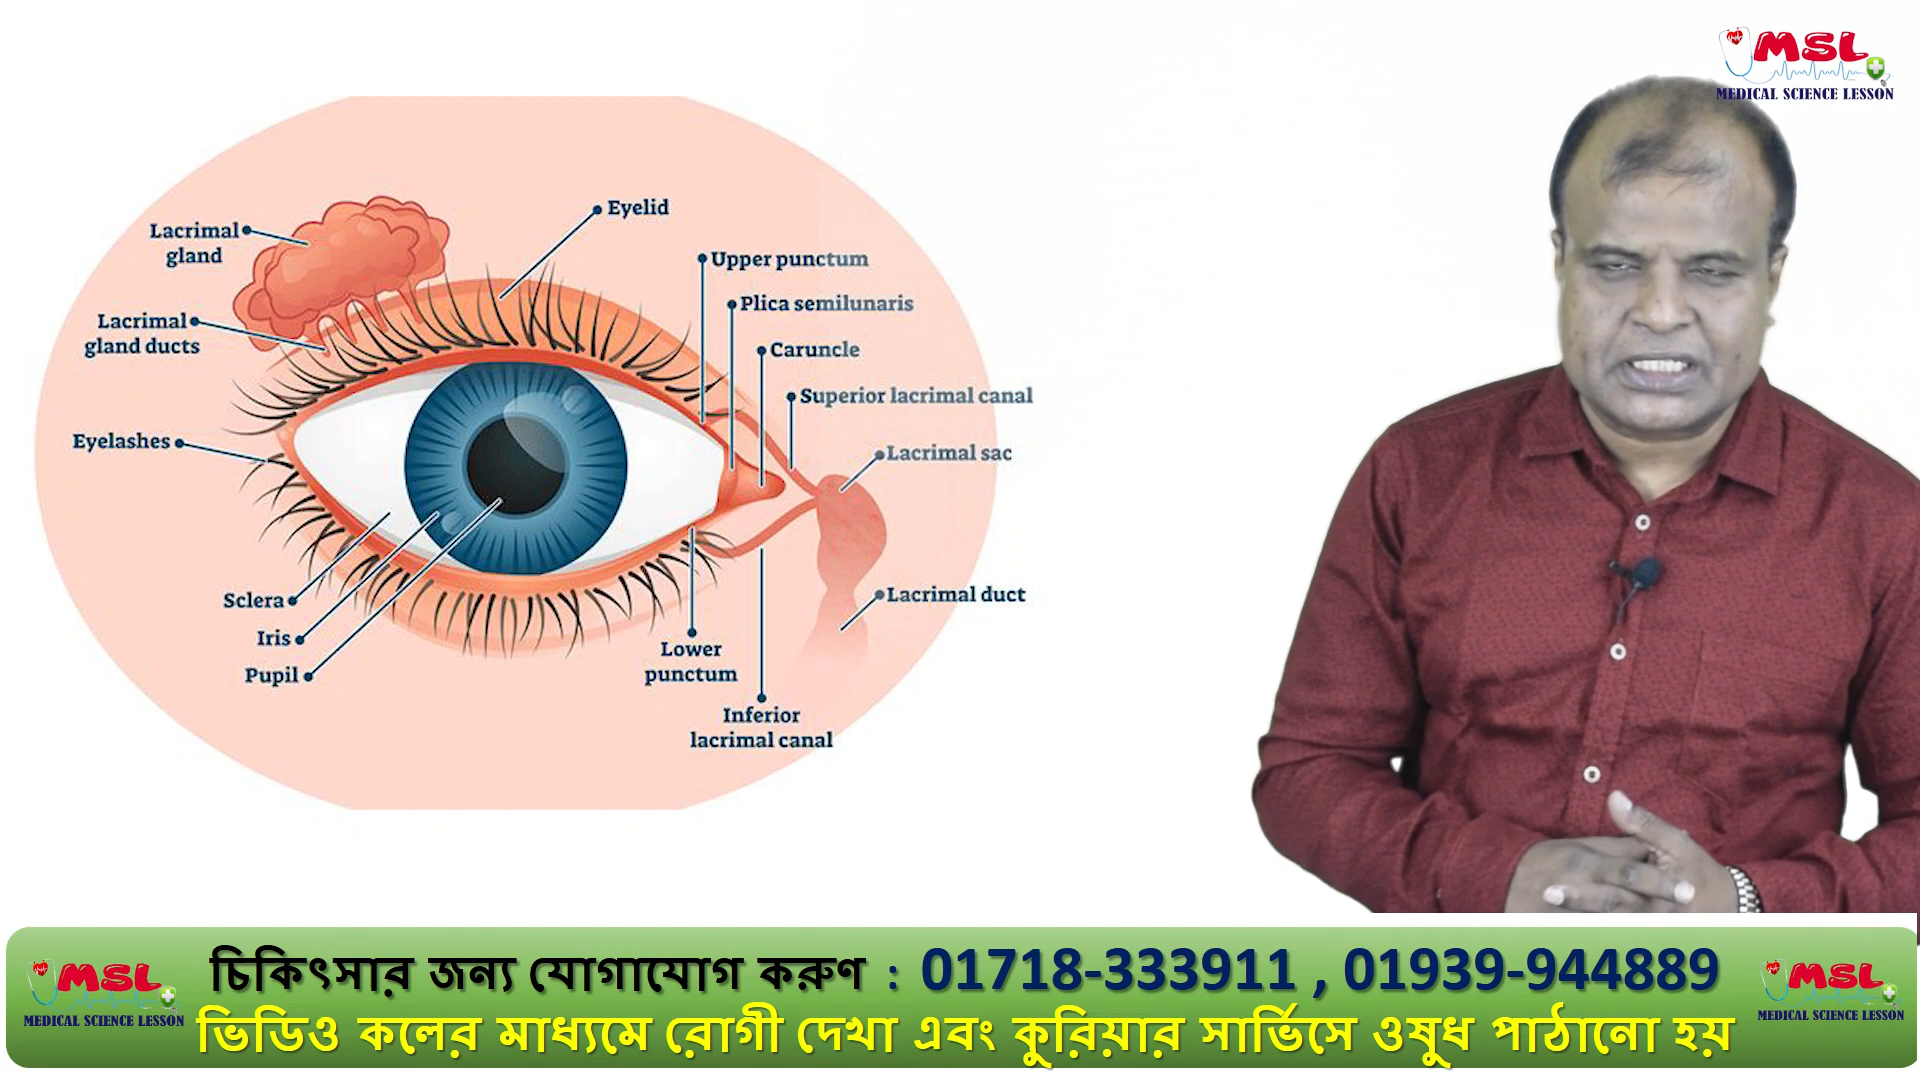 MSL
MEDICAL SCIENCE LESSON
Eyelid
Lacrimal
gland
Upper punctum
Plica semilunaris
Lacrimal
gland ducts
Caruncle
Superior lacrimal canal
Eyelashes
Lacrimal sac
Sclera
Lacrimal duct
Iris
Lower
punctum
Pupil
Inferior
lacrimal canal
চিকিৎসার জন্য যোগাযোগ করুণ : 01718-333911 , 01939-944889
ভিডিও কলের মাধ্যমে রোগী দেখা এবং কুরিয়ার সার্ভিসে ওষুধ পাঠানো হয়
MSL
MEDICAL SCIENCE LESSON
MSL
MEDICAL SCIENCE LESSON